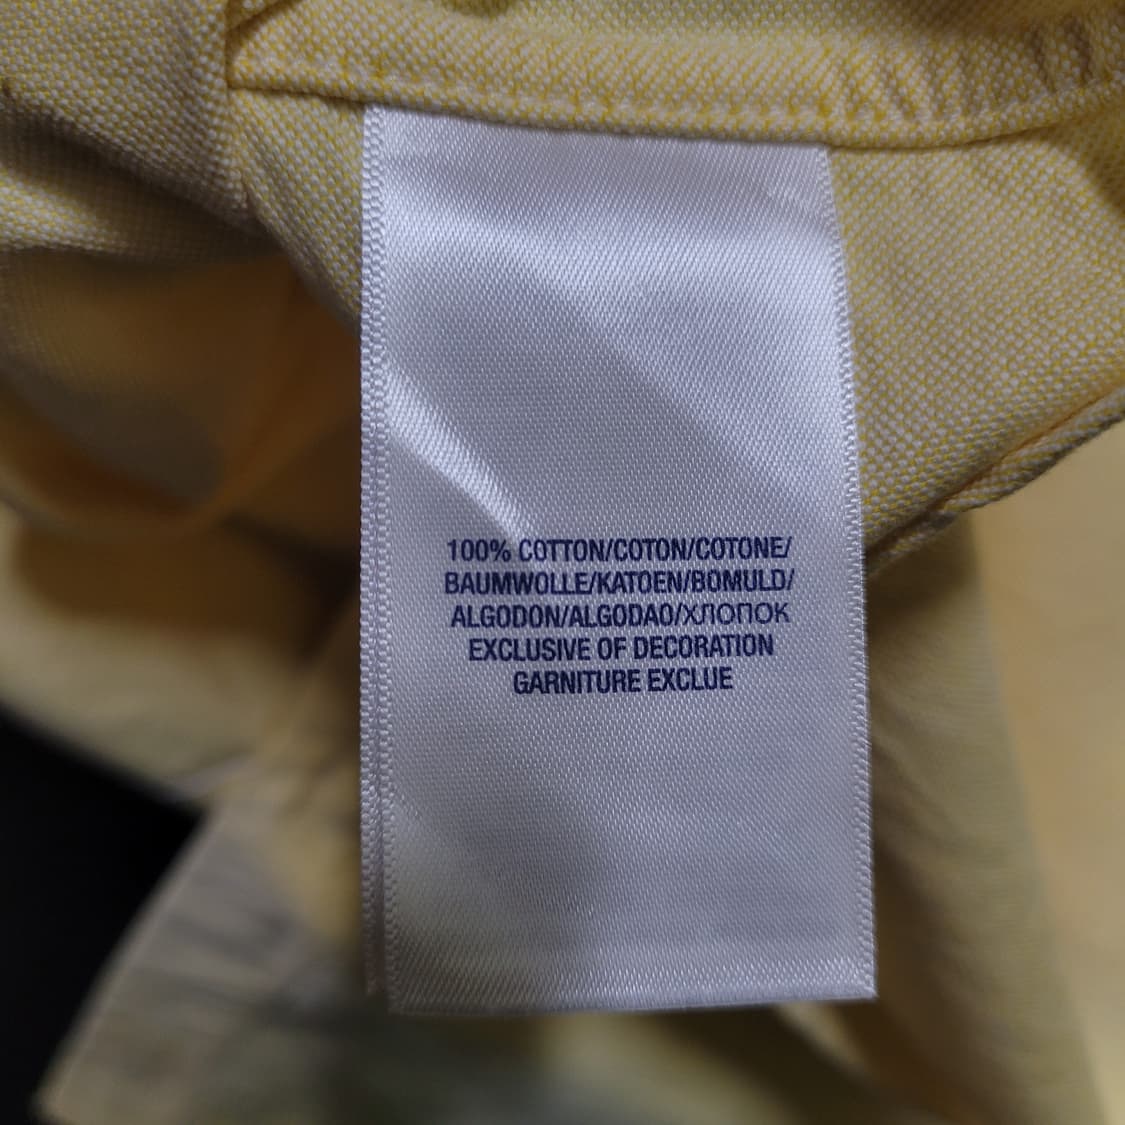 100% COTTON/COTON/COTONE/
BAUMWOLLE/KATOEN/BOMULD/
ALGODON/ALGODAO/ХЛОПОК
EXCLUSIVE OF DECORATION
GARNITURE EXCLUE